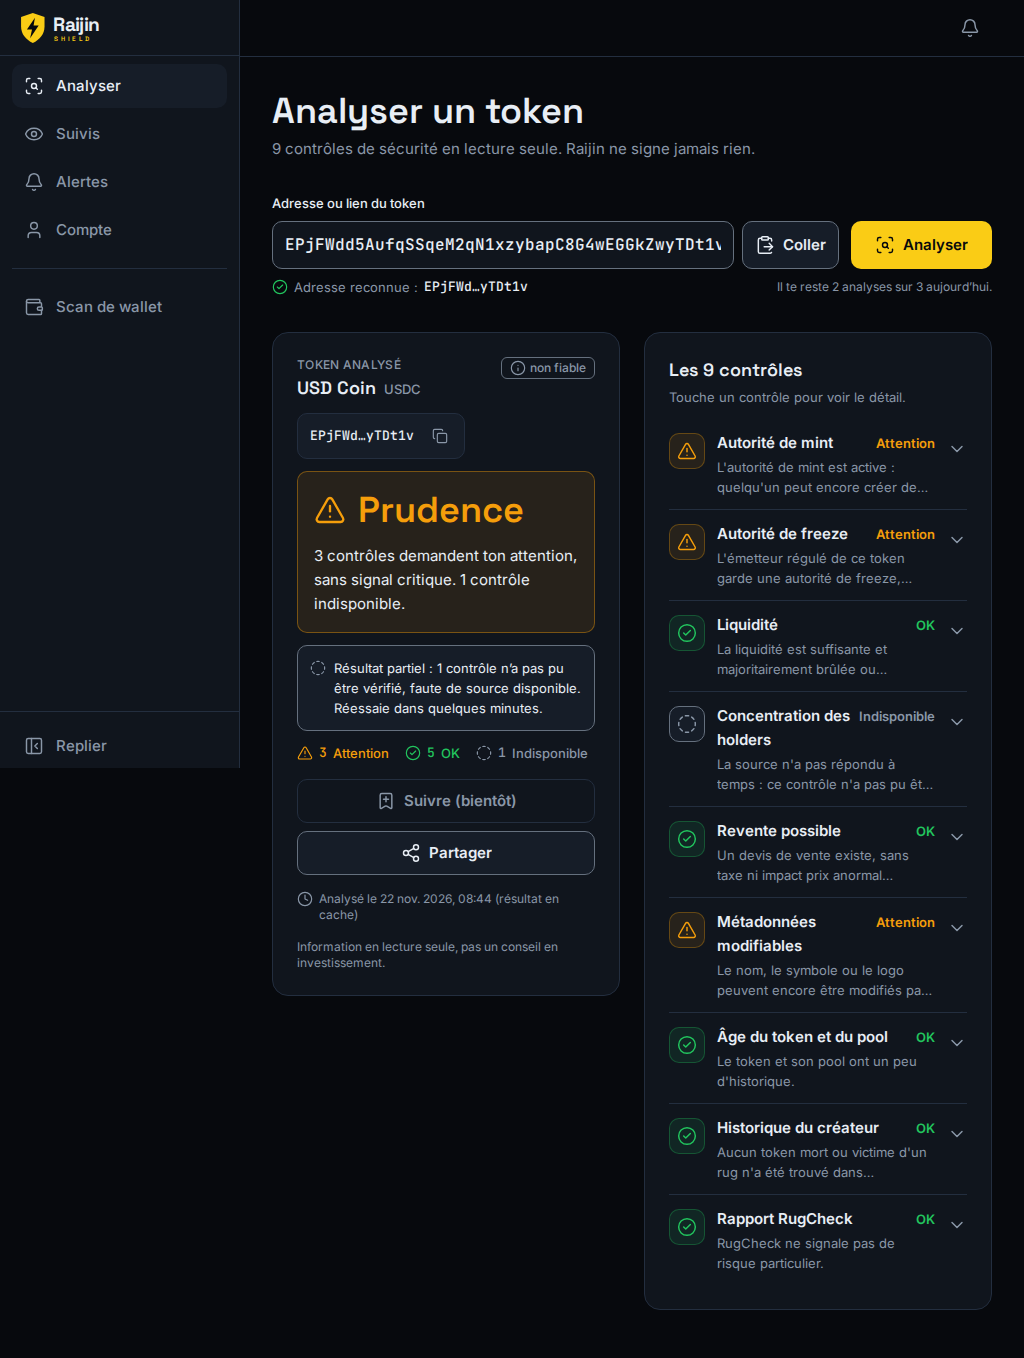 Raijin
SHIELD
Analyser
Suivis
Alertes
Compte
Scan de wallet
Replier
Analyser un token
9 contrôles de sécurité en lecture seule. Raijin ne signe jamais rien.
Adresse ou lien du token
EPjFWdd5AufqSSqeM2qN1xzybapC8G4wEGGkZwyTDt1v
Coller
Analyser
Adresse reconnue : EPjFWd…yTDt1v
Il te reste 2 analyses sur 3 aujourd'hui.
TOKEN ANALYSÉ
non fiable
USD Coin USDC
EPjFWd…yTDt1v
Prudence
3 contrôles demandent ton attention,
sans signal critique. 1 contrôle
indisponible.
Résultat partiel : 1 contrôle n'a pas pu
être vérifié, faute de source disponible.
Réessaie dans quelques minutes.
3 Attention 5 OK 1 Indisponible
Suivre (bientôt)
Partager
Analysé le 22 nov. 2026, 08:44 (résultat en
cache)
Information en lecture seule, pas un conseil en
investissement.
Les 9 contrôles
Touche un contrôle pour voir le détail.
Autorité de mint Attention
L'autorité de mint est active :
quelqu'un peut encore créer de…
Autorité de freeze Attention
L'émetteur régulé de ce token
garde une autorité de freeze,…
Liquidité OK
La liquidité est suffisante et
majoritairement brûlée ou…
Concentration des Indisponible
holders
La source n'a pas répondu à
temps : ce contrôle n'a pas pu êt…
Revente possible OK
Un devis de vente existe, sans
taxe ni impact prix anormal…
Métadonnées Attention
modifiables
Le nom, le symbole ou le logo
peuvent encore être modifiés pa…
Âge du token et du pool OK
Le token et son pool ont un peu
d'historique.
Historique du créateur OK
Aucun token mort ou victime d'un
rug n'a été trouvé dans…
Rapport RugCheck OK
RugCheck ne signale pas de
risque particulier.